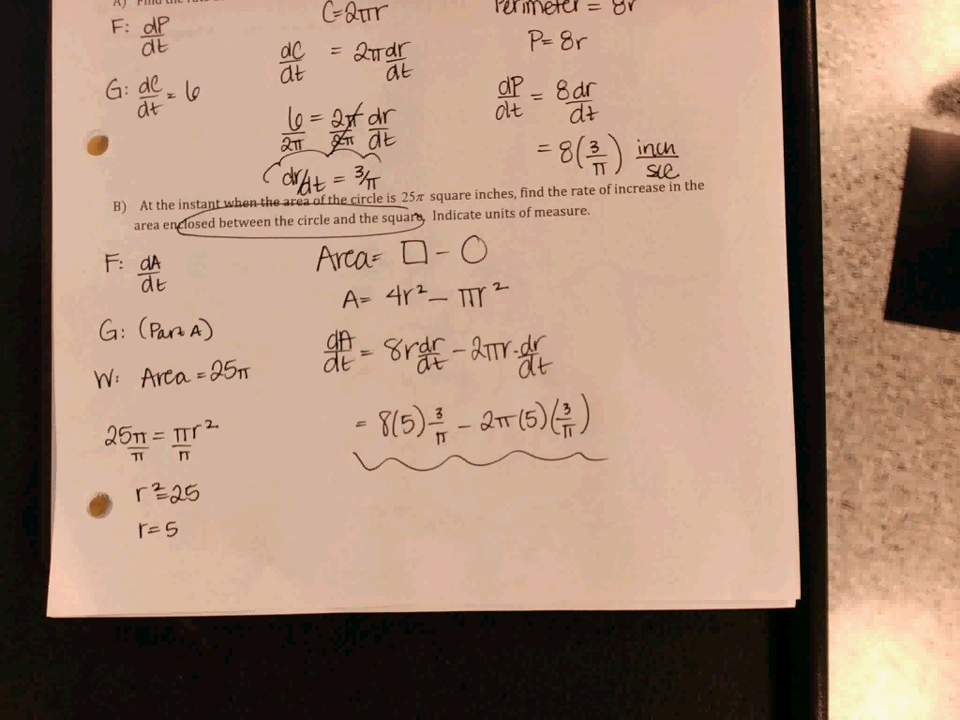 A) Find the rate
C=2πr
Perimeter = 8r
F: dP/dt
dC/dt = 2π dr/dt
P= 8r
G: dC/dt = 6
dP/dt = 8 dr/dt
6/2π = 2π/2π dr/dt
= 8(3/π) inch/sec
dr/dt = 3/π
B) At the instant when the area of the circle is 25π square inches, find the rate of increase in the
area enclosed between the circle and the square. Indicate units of measure.
F: dA/dt
Area= □ - ○
A= 4r² - πr²
G: (Part A)
dA/dt = 8r dr/dt - 2πr · dr/dt
W: Area = 25π
= 8(5) 3/π - 2π(5)(3/π)
25π/π = πr²/π
r²=25
r=5